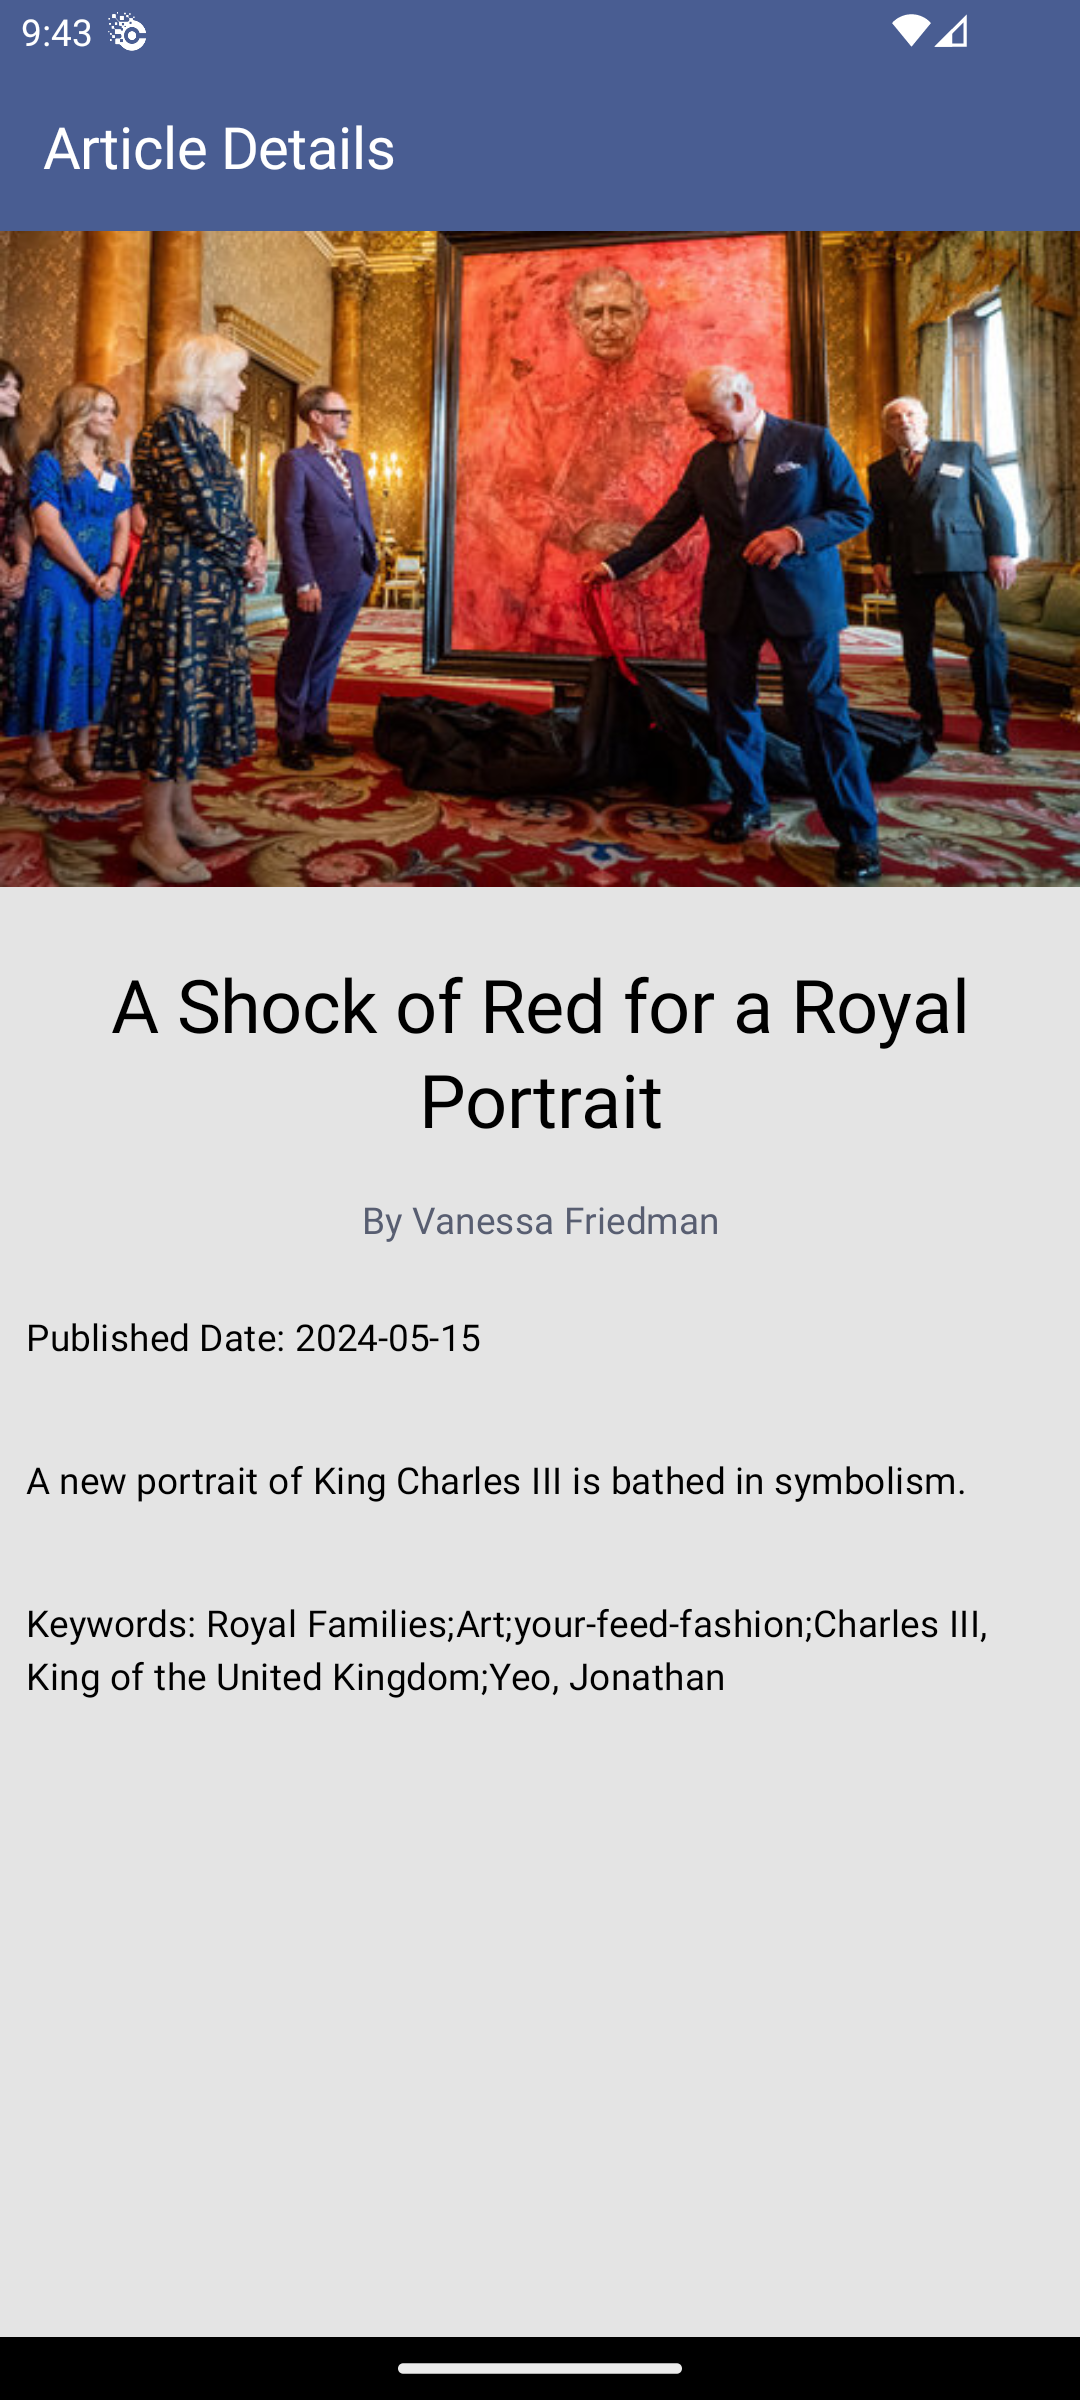 9:43
Article Details
A Shock of Red for a Royal
Portrait
By Vanessa Friedman
Published Date: 2024-05-15
A new portrait of King Charles III is bathed in symbolism.
Keywords: Royal Families;Art;your-feed-fashion;Charles III,
King of the United Kingdom;Yeo, Jonathan